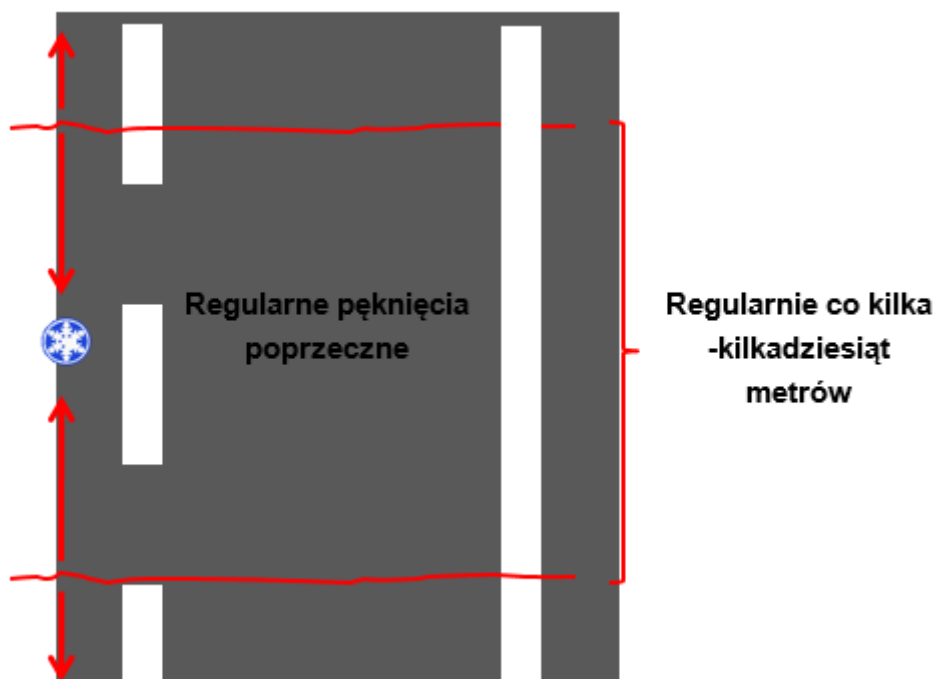 Regularne pęknięcia
poprzeczne
Regularnie co kilka
-kilkadziesiąt
metrów